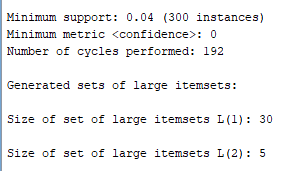 Minimum support: 0.04 (300 instances)
Minimum metric <confidence>: 0
Number of cycles performed: 192
Generated sets of large itemsets:
Size of set of large itemsets L(1): 30
Size of set of large itemsets L(2): 5